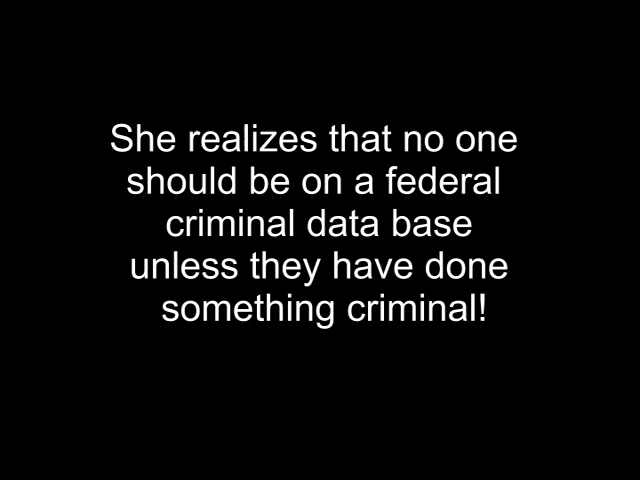 She realizes that no one
should be on a federal
criminal data base
unless they have done
something criminal!